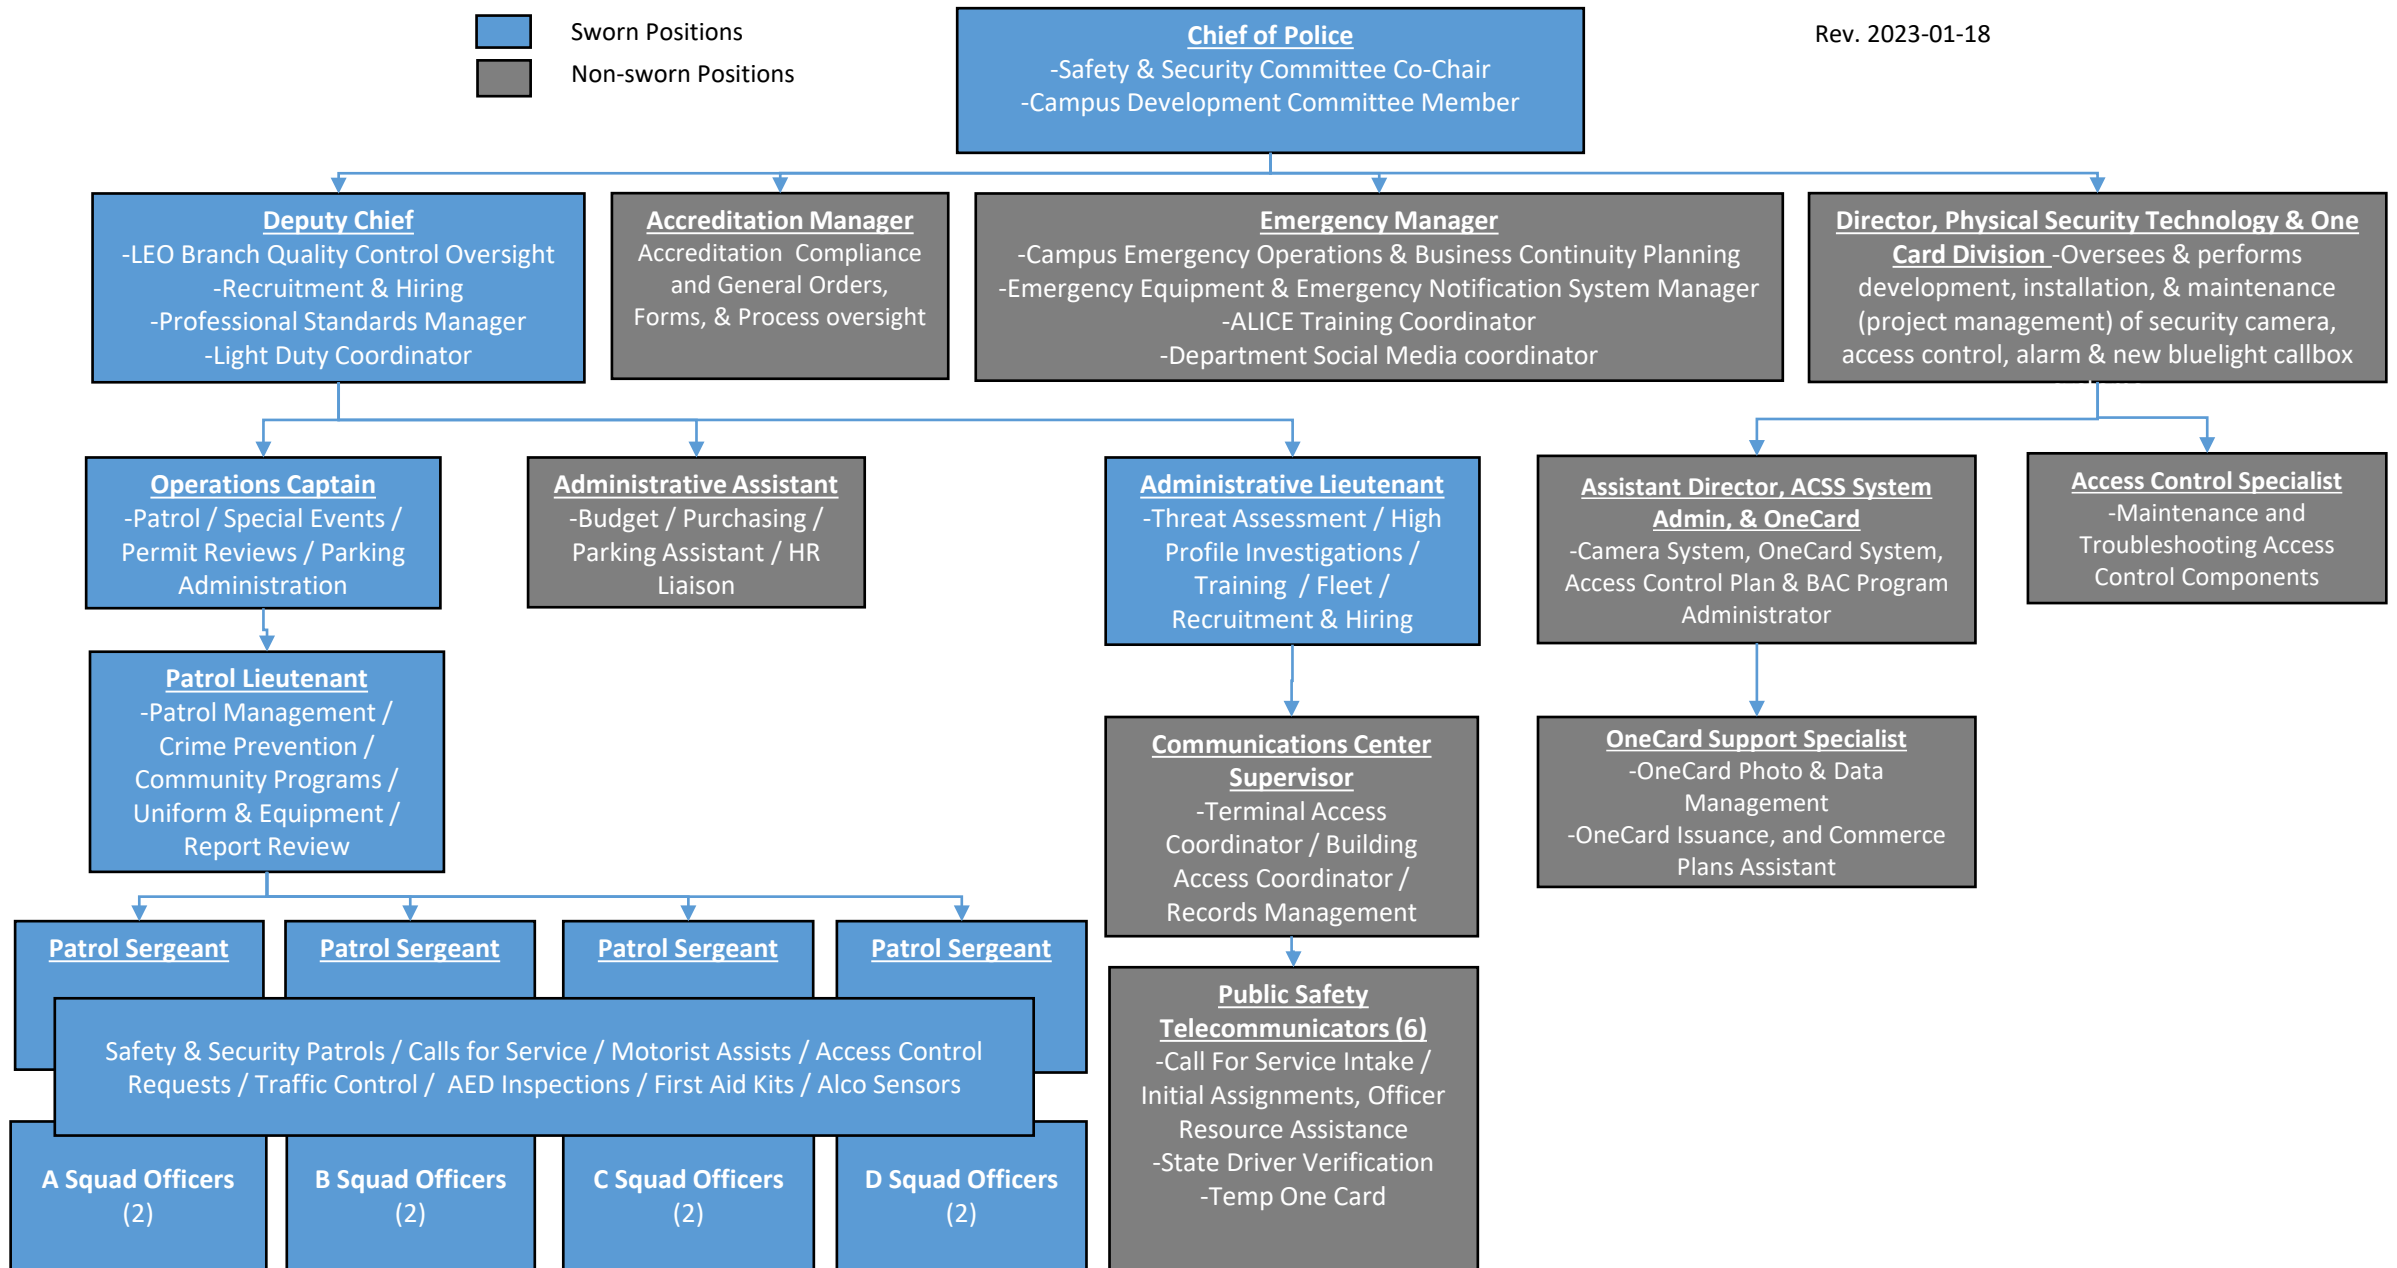 Sworn Positions
Non-sworn Positions
Chief of Police
-Safety & Security Committee Co-Chair
-Campus Development Committee Member
Rev. 2023-01-18
Deputy Chief
-LEO Branch Quality Control Oversight
-Recruitment & Hiring
-Professional Standards Manager
-Light Duty Coordinator
Accreditation Manager
Accreditation Compliance
and General Orders,
Forms, & Process oversight
Emergency Manager
-Campus Emergency Operations & Business Continuity Planning
-Emergency Equipment & Emergency Notification System Manager
-ALICE Training Coordinator
-Department Social Media coordinator
Director, Physical Security Technology & One
Card Division -Oversees & performs
development, installation, & maintenance
(project management) of security camera,
access control, alarm & new bluelight callbox
Operations Captain
-Patrol / Special Events /
Permit Reviews / Parking
Administration
Administrative Assistant
-Budget / Purchasing /
Parking Assistant / HR
Liaison
Administrative Lieutenant
-Threat Assessment / High
Profile Investigations /
Training / Fleet /
Recruitment & Hiring
Assistant Director, ACSS System
Admin, & OneCard
-Camera System, OneCard System,
Access Control Plan & BAC Program
Administrator
Access Control Specialist
-Maintenance and
Troubleshooting Access
Control Components
Patrol Lieutenant
-Patrol Management /
Crime Prevention /
Community Programs /
Uniform & Equipment /
Report Review
Communications Center
Supervisor
-Terminal Access
Coordinator / Building
Access Coordinator /
Records Management
OneCard Support Specialist
-OneCard Photo & Data
Management
-OneCard Issuance, and Commerce
Plans Assistant
Patrol Sergeant
Patrol Sergeant
Patrol Sergeant
Patrol Sergeant
Safety & Security Patrols / Calls for Service / Motorist Assists / Access Control
Requests / Traffic Control / AED Inspections / First Aid Kits / Alco Sensors
Public Safety
Telecommunicators (6)
-Call For Service Intake /
Initial Assignments, Officer
Resource Assistance
-State Driver Verification
-Temp One Card
A Squad Officers
(2)
B Squad Officers
(2)
C Squad Officers
(2)
D Squad Officers
(2)